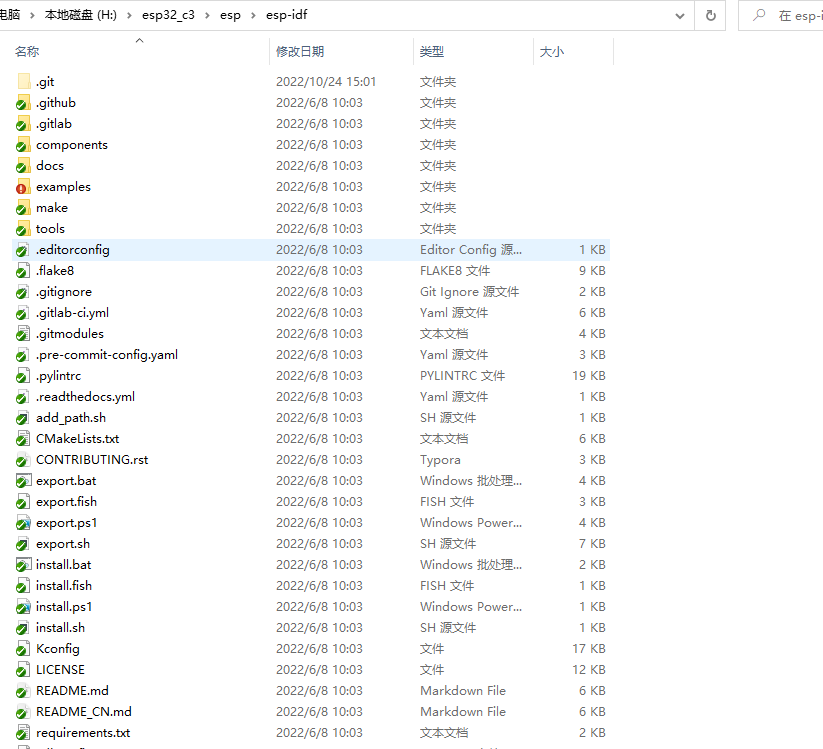 电脑 › 本地磁盘 (H:) › esp32_c3 › esp › esp-idf 在 esp-i
名称 修改日期 类型 大小
.git 2022/10/24 15:01 文件夹
.github 2022/6/8 10:03 文件夹
.gitlab 2022/6/8 10:03 文件夹
components 2022/6/8 10:03 文件夹
docs 2022/6/8 10:03 文件夹
examples 2022/6/8 10:03 文件夹
make 2022/6/8 10:03 文件夹
tools 2022/6/8 10:03 文件夹
.editorconfig 2022/6/8 10:03 Editor Config 源... 1 KB
.flake8 2022/6/8 10:03 FLAKE8 文件 9 KB
.gitignore 2022/6/8 10:03 Git Ignore 源文件 2 KB
.gitlab-ci.yml 2022/6/8 10:03 Yaml 源文件 6 KB
.gitmodules 2022/6/8 10:03 文本文档 4 KB
.pre-commit-config.yaml 2022/6/8 10:03 Yaml 源文件 3 KB
.pylintrc 2022/6/8 10:03 PYLINTRC 文件 19 KB
.readthedocs.yml 2022/6/8 10:03 Yaml 源文件 1 KB
add_path.sh 2022/6/8 10:03 SH 源文件 1 KB
CMakeLists.txt 2022/6/8 10:03 文本文档 6 KB
CONTRIBUTING.rst 2022/6/8 10:03 Typora 3 KB
export.bat 2022/6/8 10:03 Windows 批处理... 4 KB
export.fish 2022/6/8 10:03 FISH 文件 3 KB
export.ps1 2022/6/8 10:03 Windows Power... 4 KB
export.sh 2022/6/8 10:03 SH 源文件 7 KB
install.bat 2022/6/8 10:03 Windows 批处理... 2 KB
install.fish 2022/6/8 10:03 FISH 文件 1 KB
install.ps1 2022/6/8 10:03 Windows Power... 1 KB
install.sh 2022/6/8 10:03 SH 源文件 1 KB
Kconfig 2022/6/8 10:03 文件 17 KB
LICENSE 2022/6/8 10:03 文件 12 KB
README.md 2022/6/8 10:03 Markdown File 6 KB
README_CN.md 2022/6/8 10:03 Markdown File 6 KB
requirements.txt 2022/6/8 10:03 文本文档 2 KB